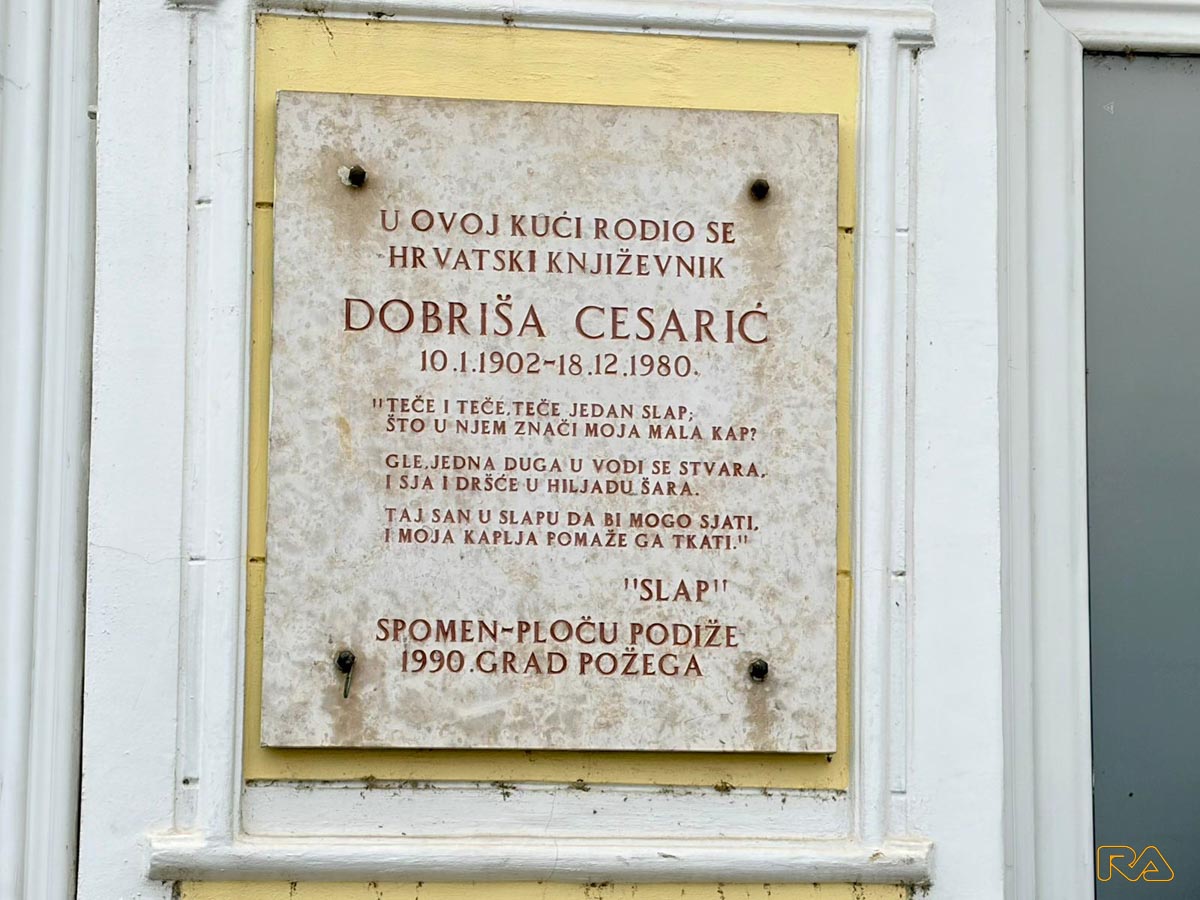 U OVOJ KUĆI RODIO SE
HRVATSKI KNJIŽEVNIK
DOBRIŠA CESARIĆ
10.1.1902-18.12.1980.
"TEČE I TEČE, TEČE JEDAN SLAP;
ŠTO U NJEM ZNAČI MOJA MALA KAP?
GLE, JEDNA DUGA U VODI SE STVARA,
I SJA I DRŠĆE U HILJADU ŠARA.
TAJ SAN U SLAPU DA BI MOGO SJATI,
I MOJA KAPLJA POMAŽE GA TKATI."
"SLAP"
SPOMEN-PLOČU PODIŽE
1990. GRAD POŽEGA
RA